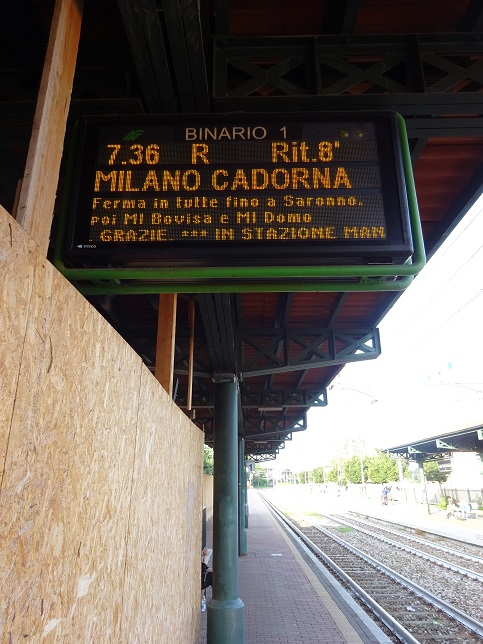 BINARIO 1
7.36 R Rit.8'
MILANO CADORNA
Ferma in tutte fino a Saronno,
poi MI Bovisa e MI Domo
. GRAZIE. *** IN STAZIONE MAN
SYSCO